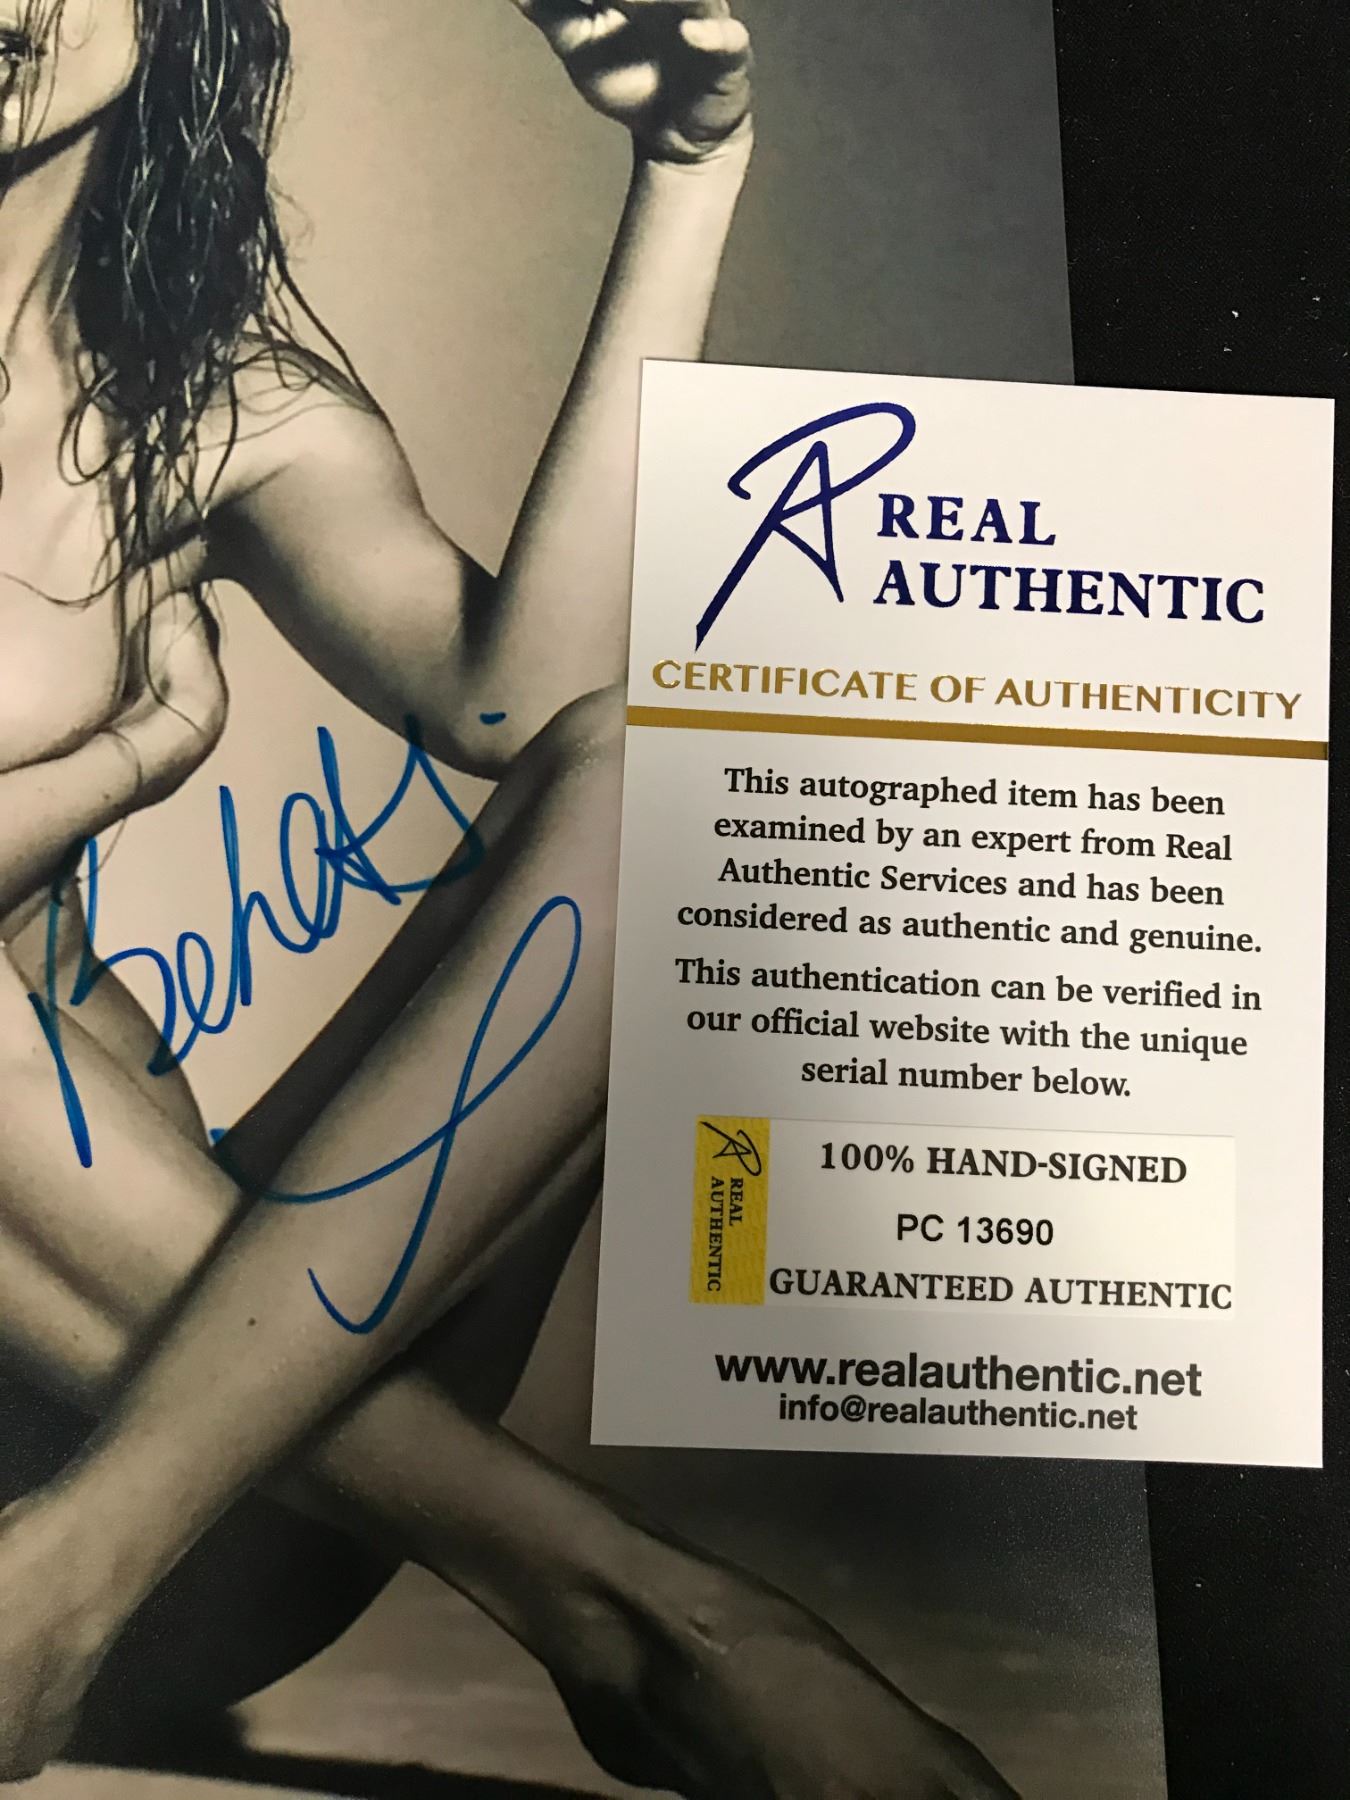 Behati
REAL
AUTHENTIC
CERTIFICATE OF AUTHENTICITY
This autographed item has been
examined by an expert from Real
Authentic Services and has been
considered as authentic and genuine.
This authentication can be verified in
our official website with the unique
serial number below.
REAL
AUTHENTIC
100% HAND-SIGNED
PC 13690
GUARANTEED AUTHENTIC
www.realauthentic.net
info@realauthentic.net